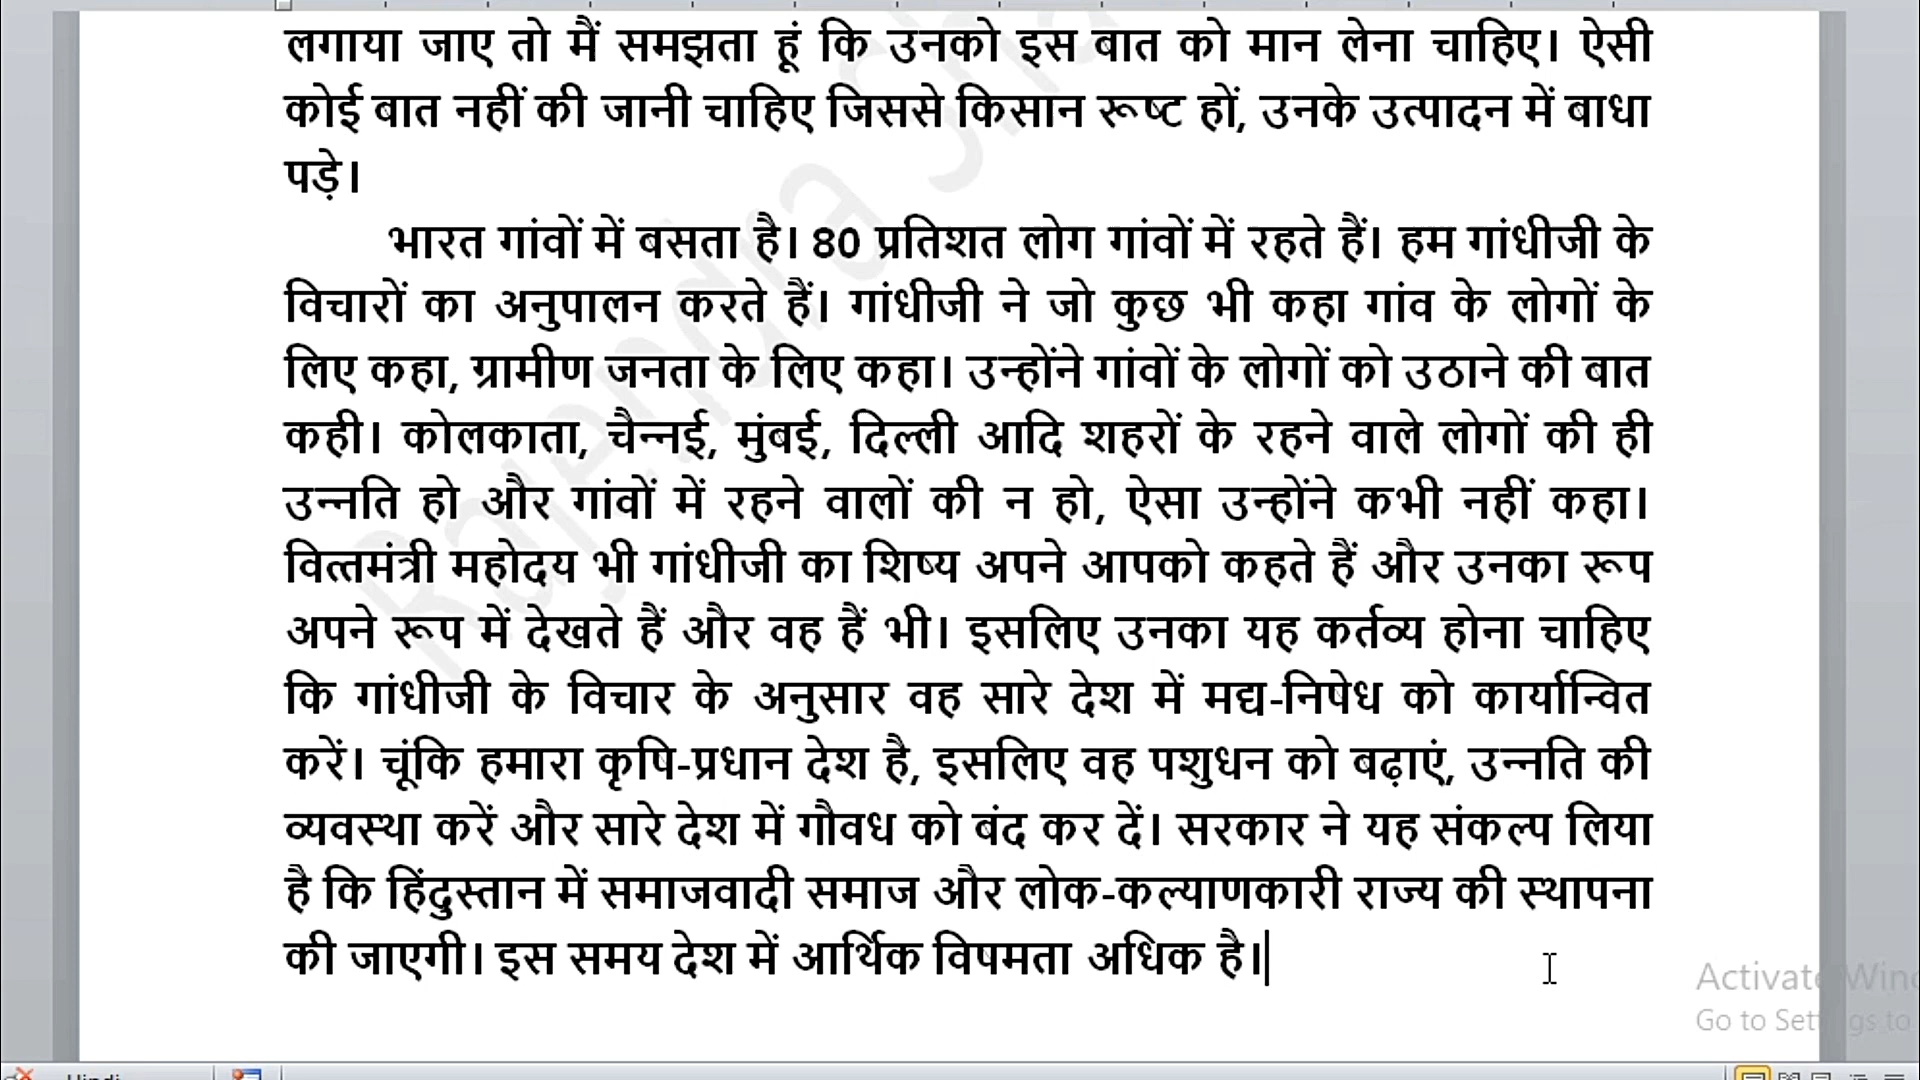 लगाया जाए तो मैं समझता हूं कि उनको इस बात को मान लेना चाहिए। ऐसी
कोई बात नहीं की जानी चाहिए जिससे किसान रूष्ट हों, उनके उत्पादन में बाधा
पड़े।
भारत गांवों में बसता है। 80 प्रतिशत लोग गांवों में रहते हैं। हम गांधीजी के
विचारों का अनुपालन करते हैं। गांधीजी ने जो कुछ भी कहा गांव के लोगों के
लिए कहा, ग्रामीण जनता के लिए कहा। उन्होंने गांवों के लोगों को उठाने की बात
कही। कोलकाता, चैन्नई, मुंबई, दिल्ली आदि शहरों के रहने वाले लोगों की ही
उन्नति हो और गांवों में रहने वालों की न हो, ऐसा उन्होंने कभी नहीं कहा।
वित्तमंत्री महोदय भी गांधीजी का शिष्य अपने आपको कहते हैं और उनका रूप
अपने रूप में देखते हैं और वह हैं भी। इसलिए उनका यह कर्तव्य होना चाहिए
कि गांधीजी के विचार के अनुसार वह सारे देश में मद्य-निषेध को कार्यान्वित
करें। चूंकि हमारा कृषि-प्रधान देश है, इसलिए वह पशुधन को बढ़ाएं, उन्नति की
व्यवस्था करें और सारे देश में गौवध को बंद कर दें। सरकार ने यह संकल्प लिया
है कि हिंदुस्तान में समाजवादी समाज और लोक-कल्याणकारी राज्य की स्थापना
की जाएगी। इस समय देश में आर्थिक विषमता अधिक है।
Rajendra
Activate
Go to